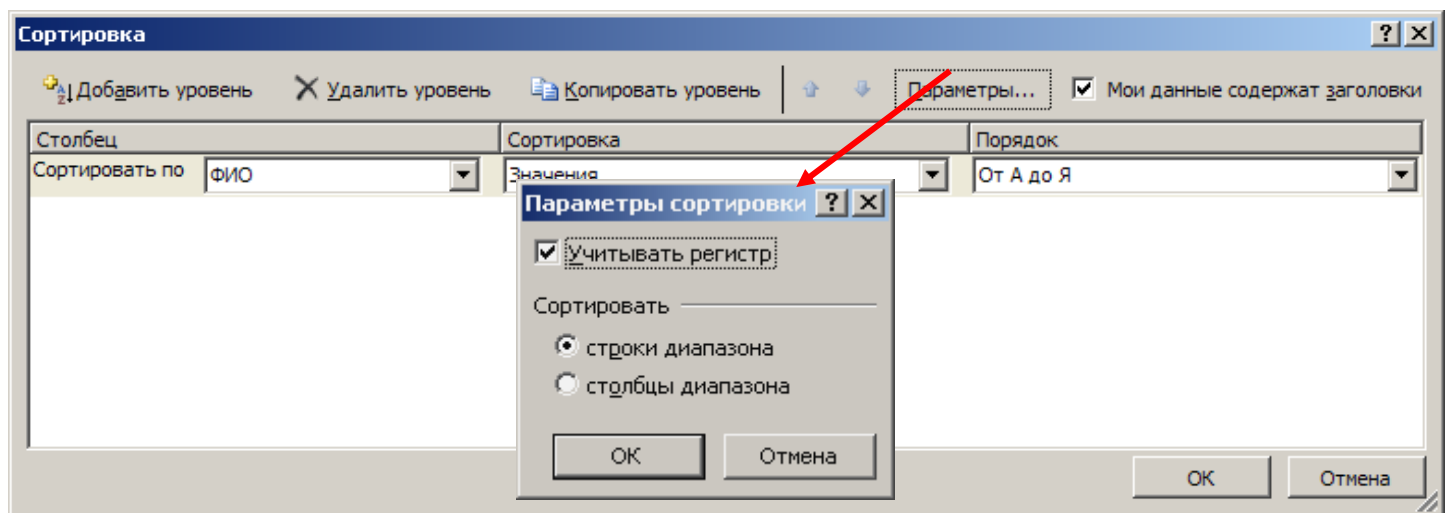 Сортировка
Добавить уровень Удалить уровень Копировать уровень Параметры... Мои данные содержат заголовки
Столбец Сортировка Порядок
Сортировать по ФИО Значения От А до Я
Параметры сортировки
Учитывать регистр
Сортировать
строки диапазона
столбцы диапазона
ОК Отмена
ОК Отмена